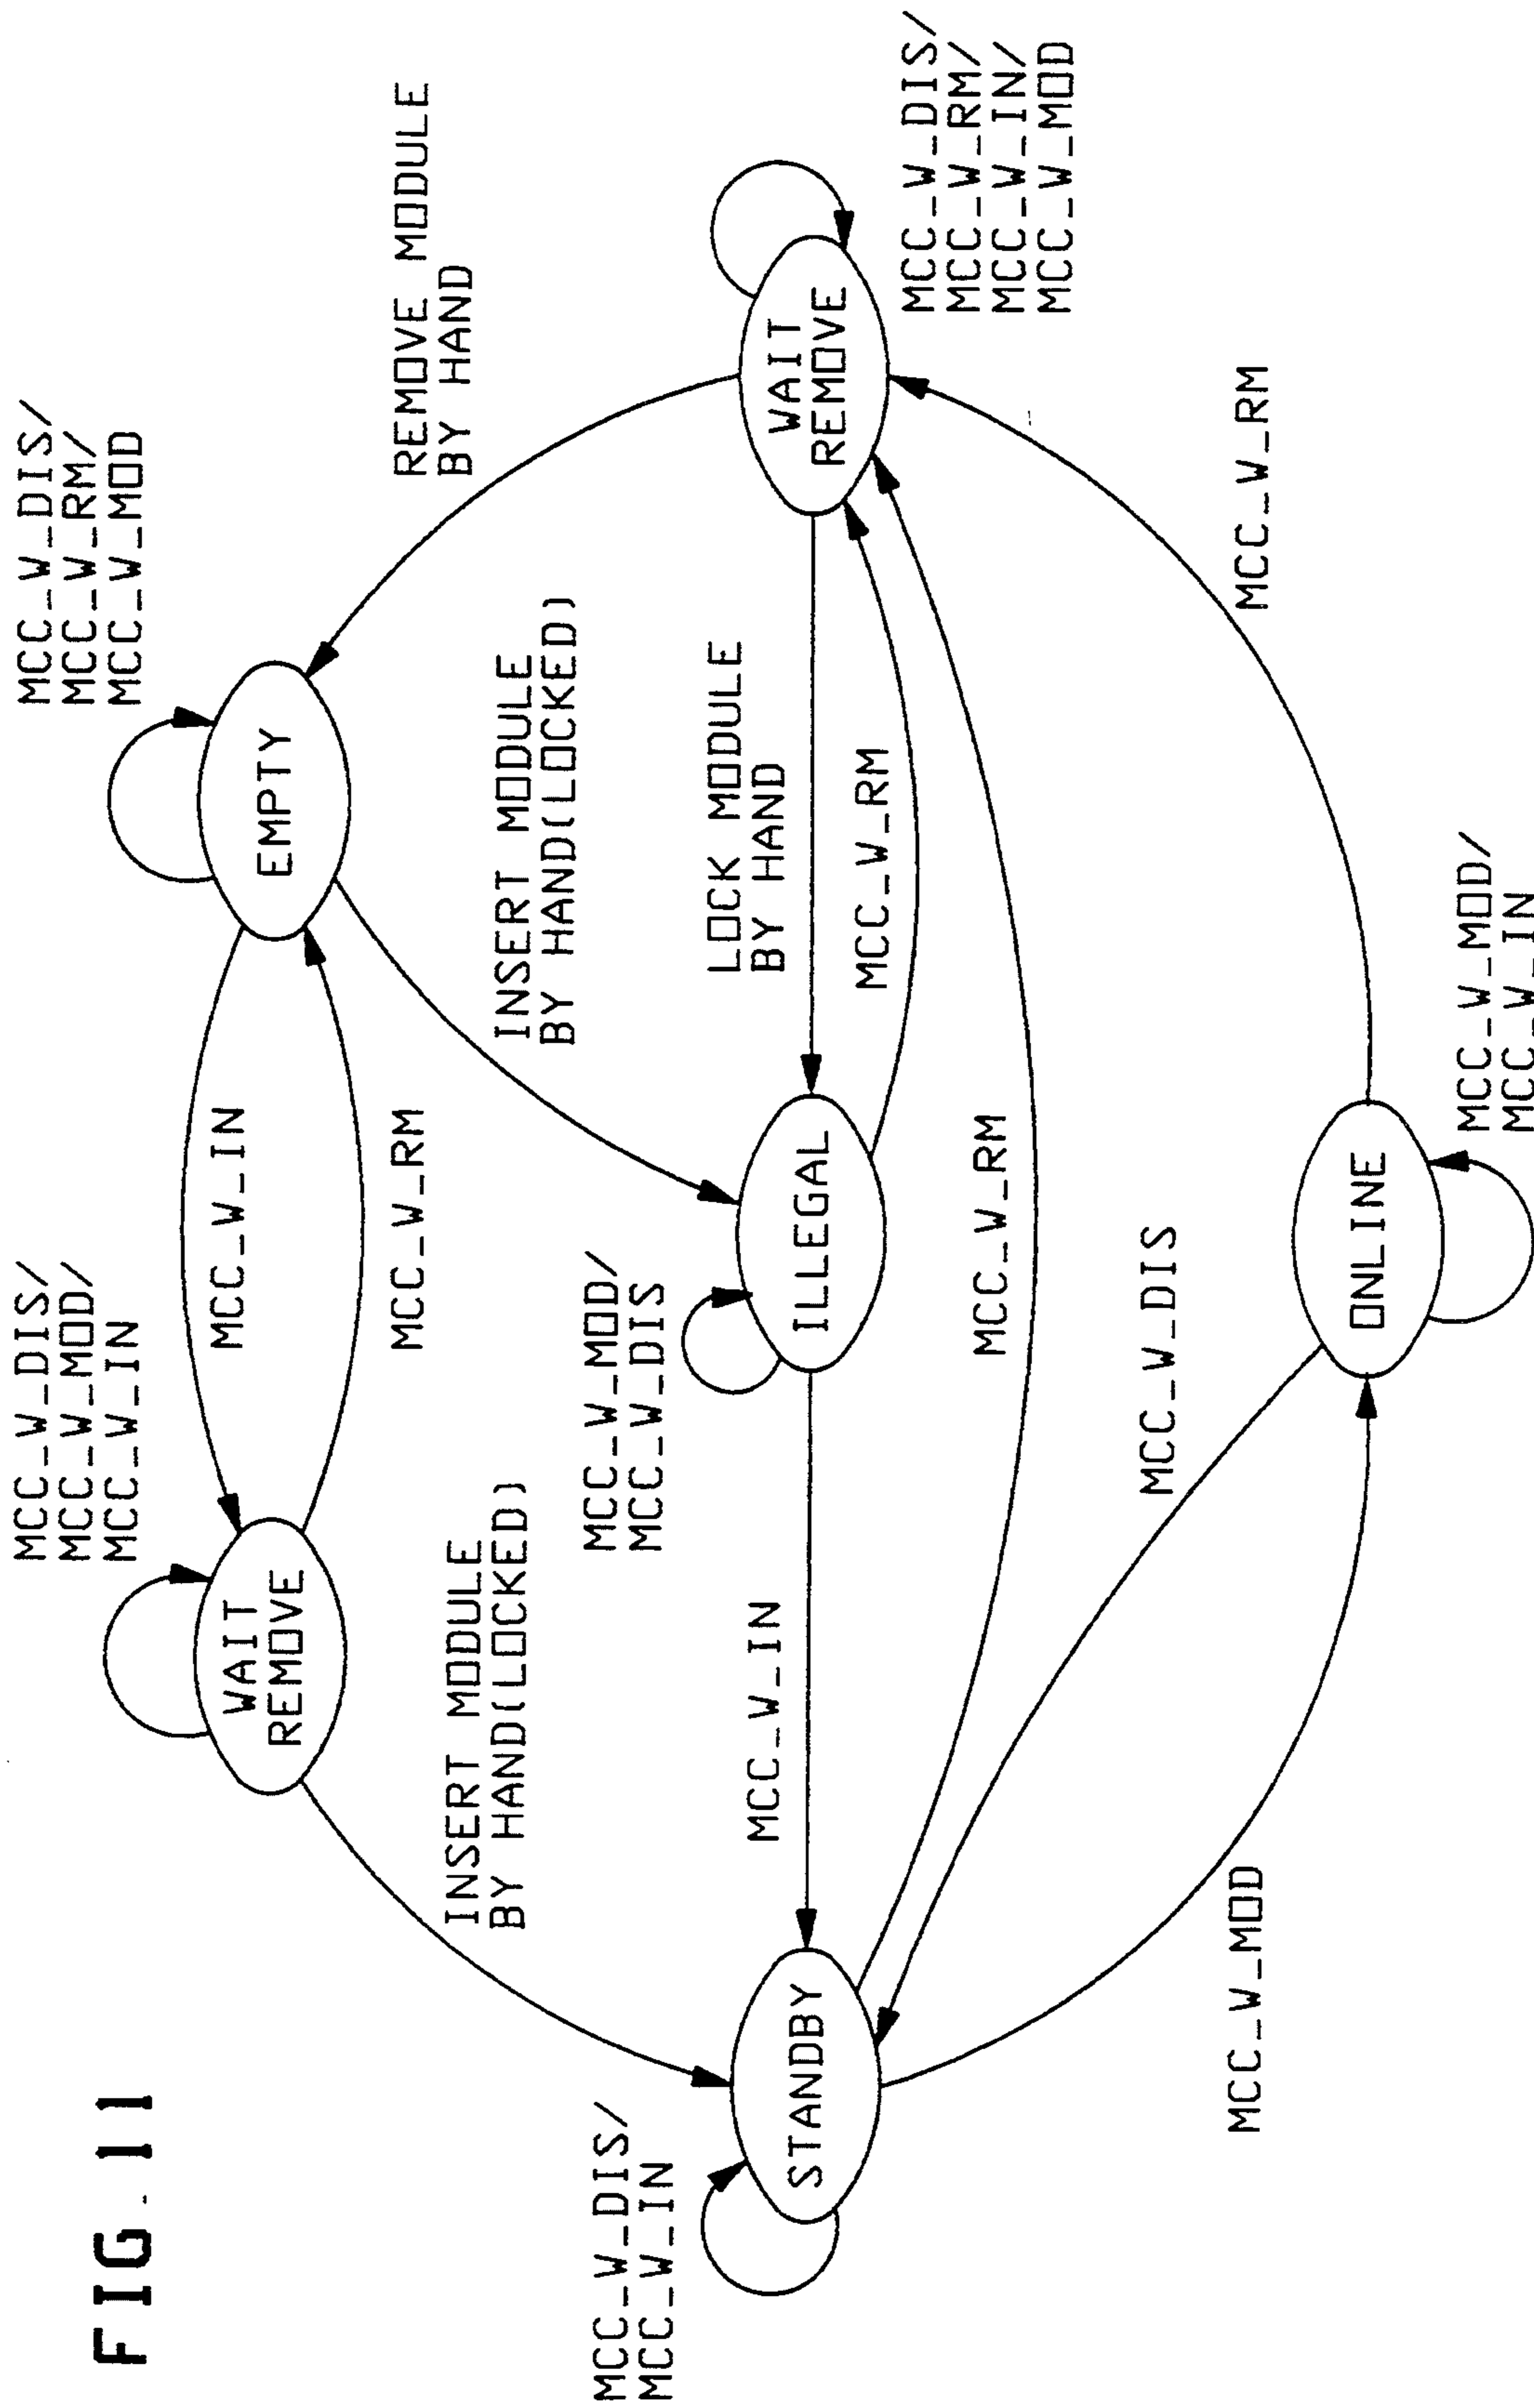 FIG. 11
MCC_W_DIS/
MCC_W_MOD/
MCC_W_IN
MCC_W_DIS/
MCC_W_RM/
MCC_W_MOD
WAIT
REMOVE
MCC_W_IN
EMPTY
MCC_W_RM
REMOVE MODULE
BY HAND
INSERT MODULE
BY HAND(LOCKED)
INSERT MODULE
BY HAND(LOCKED)
MCC_W_DIS/
MCC_W_IN
MCC_W_MOD/
MCC_W_DIS
LOCK MODULE
BY HAND
STANDBY
MCC_W_IN
ILLEGAL
MCC_W_RM
WAIT
REMOVE
MCC_W_DIS/
MCC_W_RM/
MCC_W_IN/
MCC_W_MOD
MCC_W_RM
MCC_W_DIS
MCC_W_MOD
MCC_W_RM
ONLINE
MCC_W_MOD/
MCC_W_IN